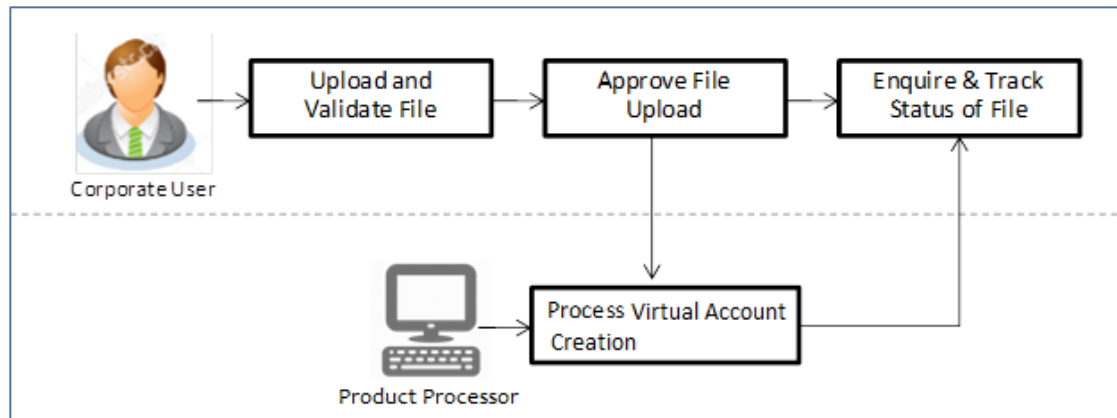 Upload and
Validate File
Approve File
Upload
Enquire & Track
Status of File
Corporate User
Process Virtual Account
Creation
Product Processor